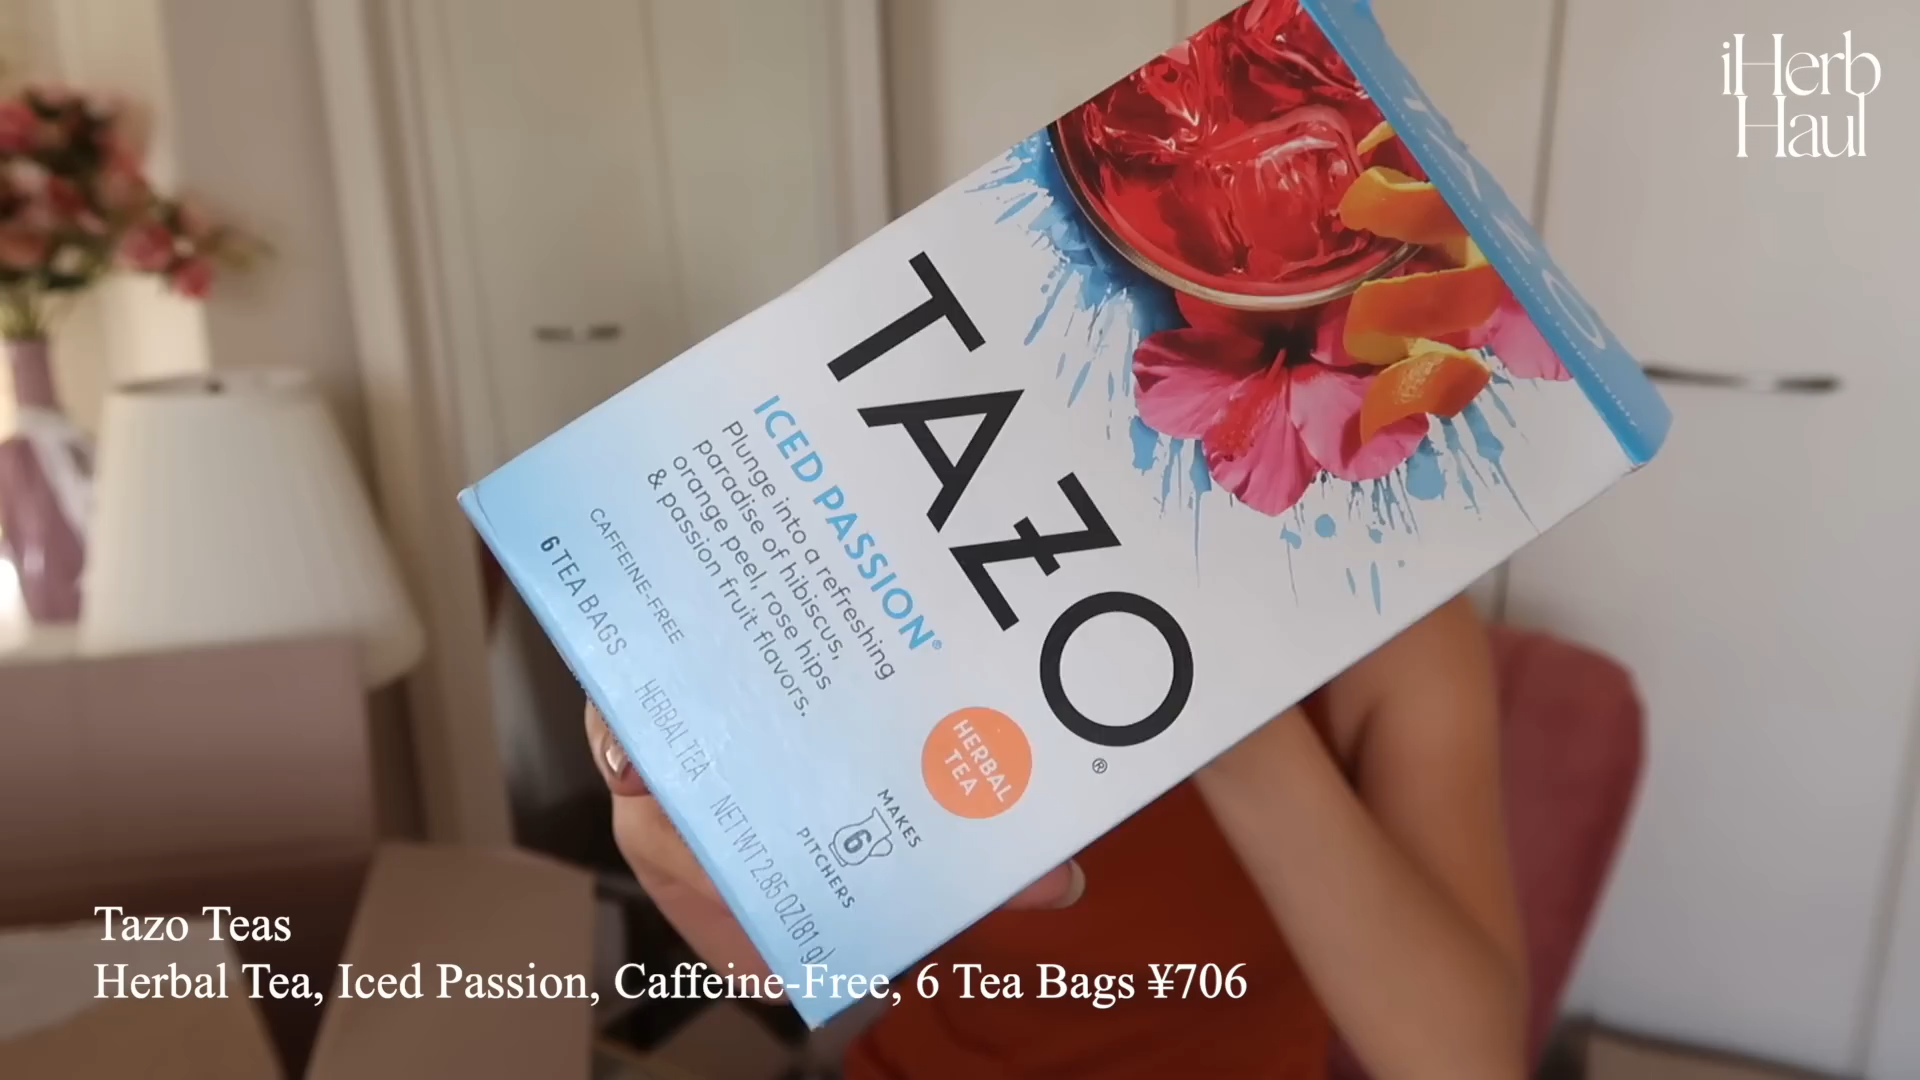 iHerb
Haul
TAZO
TAZO®
ICED PASSION®
Plunge into a refreshing
paradise of hibiscus,
orange peel, rose hips
& passion fruit flavors.
HERBAL
TEA
CAFFEINE-FREE
MAKES
6
PITCHERS
6 TEA BAGS
HERBAL TEA
NET WT 2.85 OZ (81 g)
Tazo Teas
Herbal Tea, Iced Passion, Caffeine-Free, 6 Tea Bags ¥706